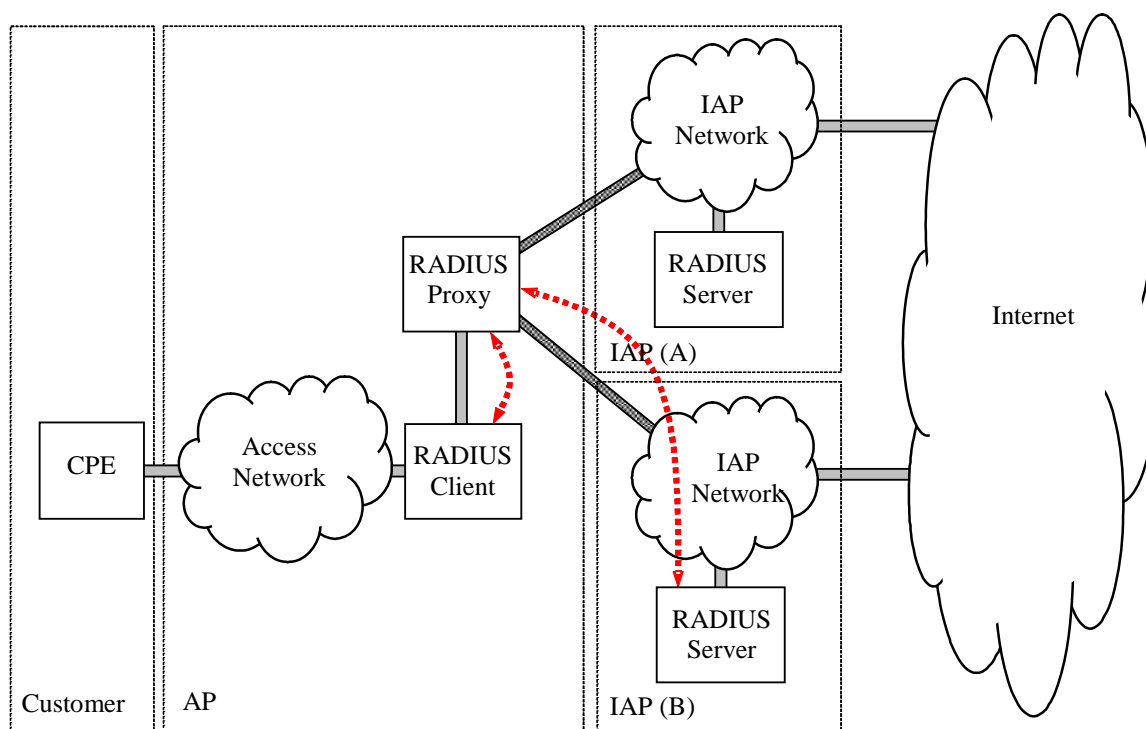 IAP
Network
RADIUS
Proxy
RADIUS
Server
Internet
IAP (A)
CPE
Access
Network
RADIUS
Client
IAP
Network
RADIUS
Server
Customer
AP
IAP (B)